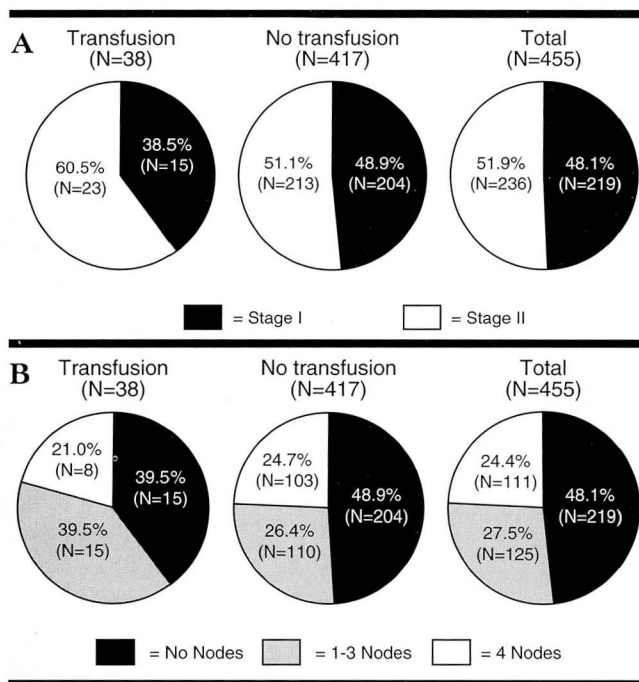 A
Transfusion
(N=38)
No transfusion
(N=417)
Total
(N=455)
60.5%
(N=23)
38.5%
(N=15)
51.1%
(N=213)
48.9%
(N=204)
51.9%
(N=236)
48.1%
(N=219)
= Stage I
= Stage II
B
Transfusion
(N=38)
No transfusion
(N=417)
Total
(N=455)
21.0%
(N=8)
39.5%
(N=15)
39.5%
(N=15)
24.7%
(N=103)
48.9%
(N=204)
26.4%
(N=110)
24.4%
(N=111)
48.1%
(N=219)
27.5%
(N=125)
= No Nodes
= 1-3 Nodes
= 4 Nodes